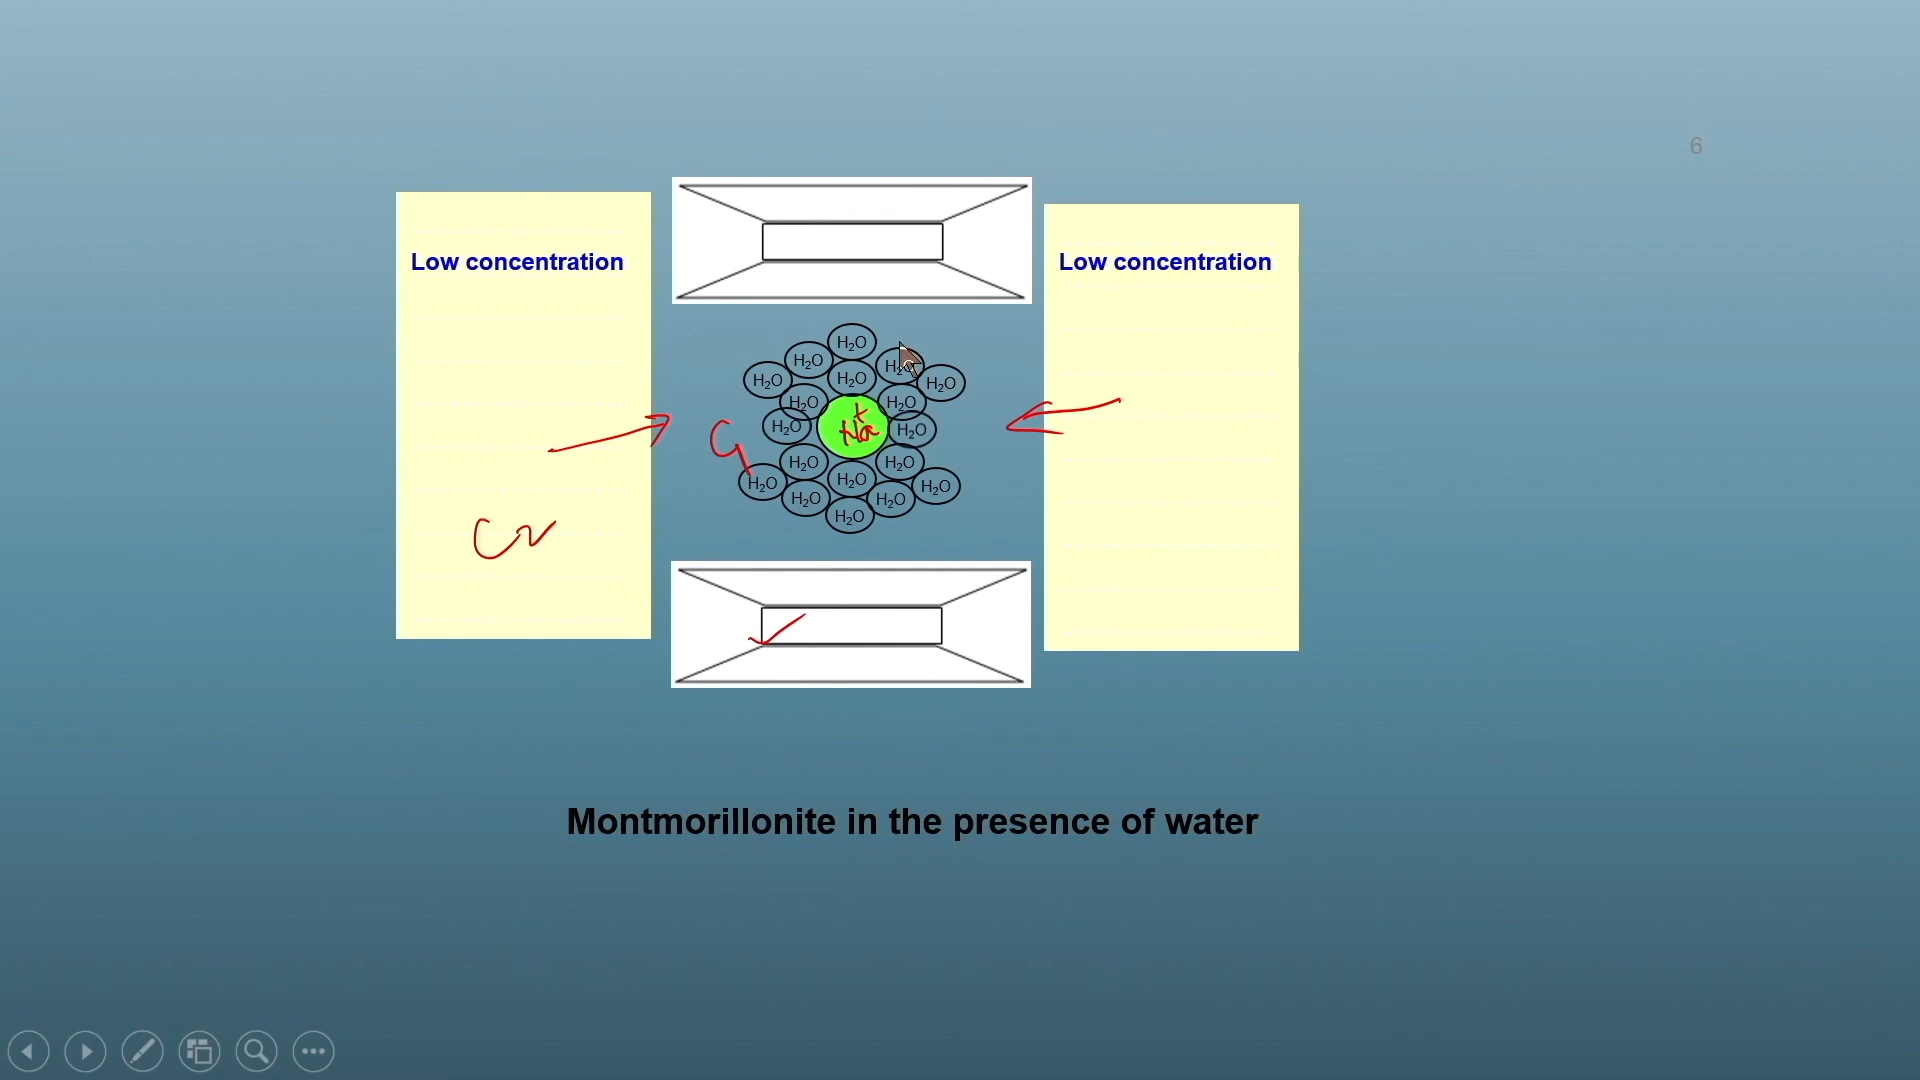 6
Low concentration
Low concentration
H₂O
H₂O
H₂O
H₂O
H₂O
H₂O
H₂O
H₂O
H₂O
Na⁺
H₂O
H₂O
H₂O
H₂O
H₂O
H₂O
H₂O
H₂O
H₂O
Montmorillonite in the presence of water